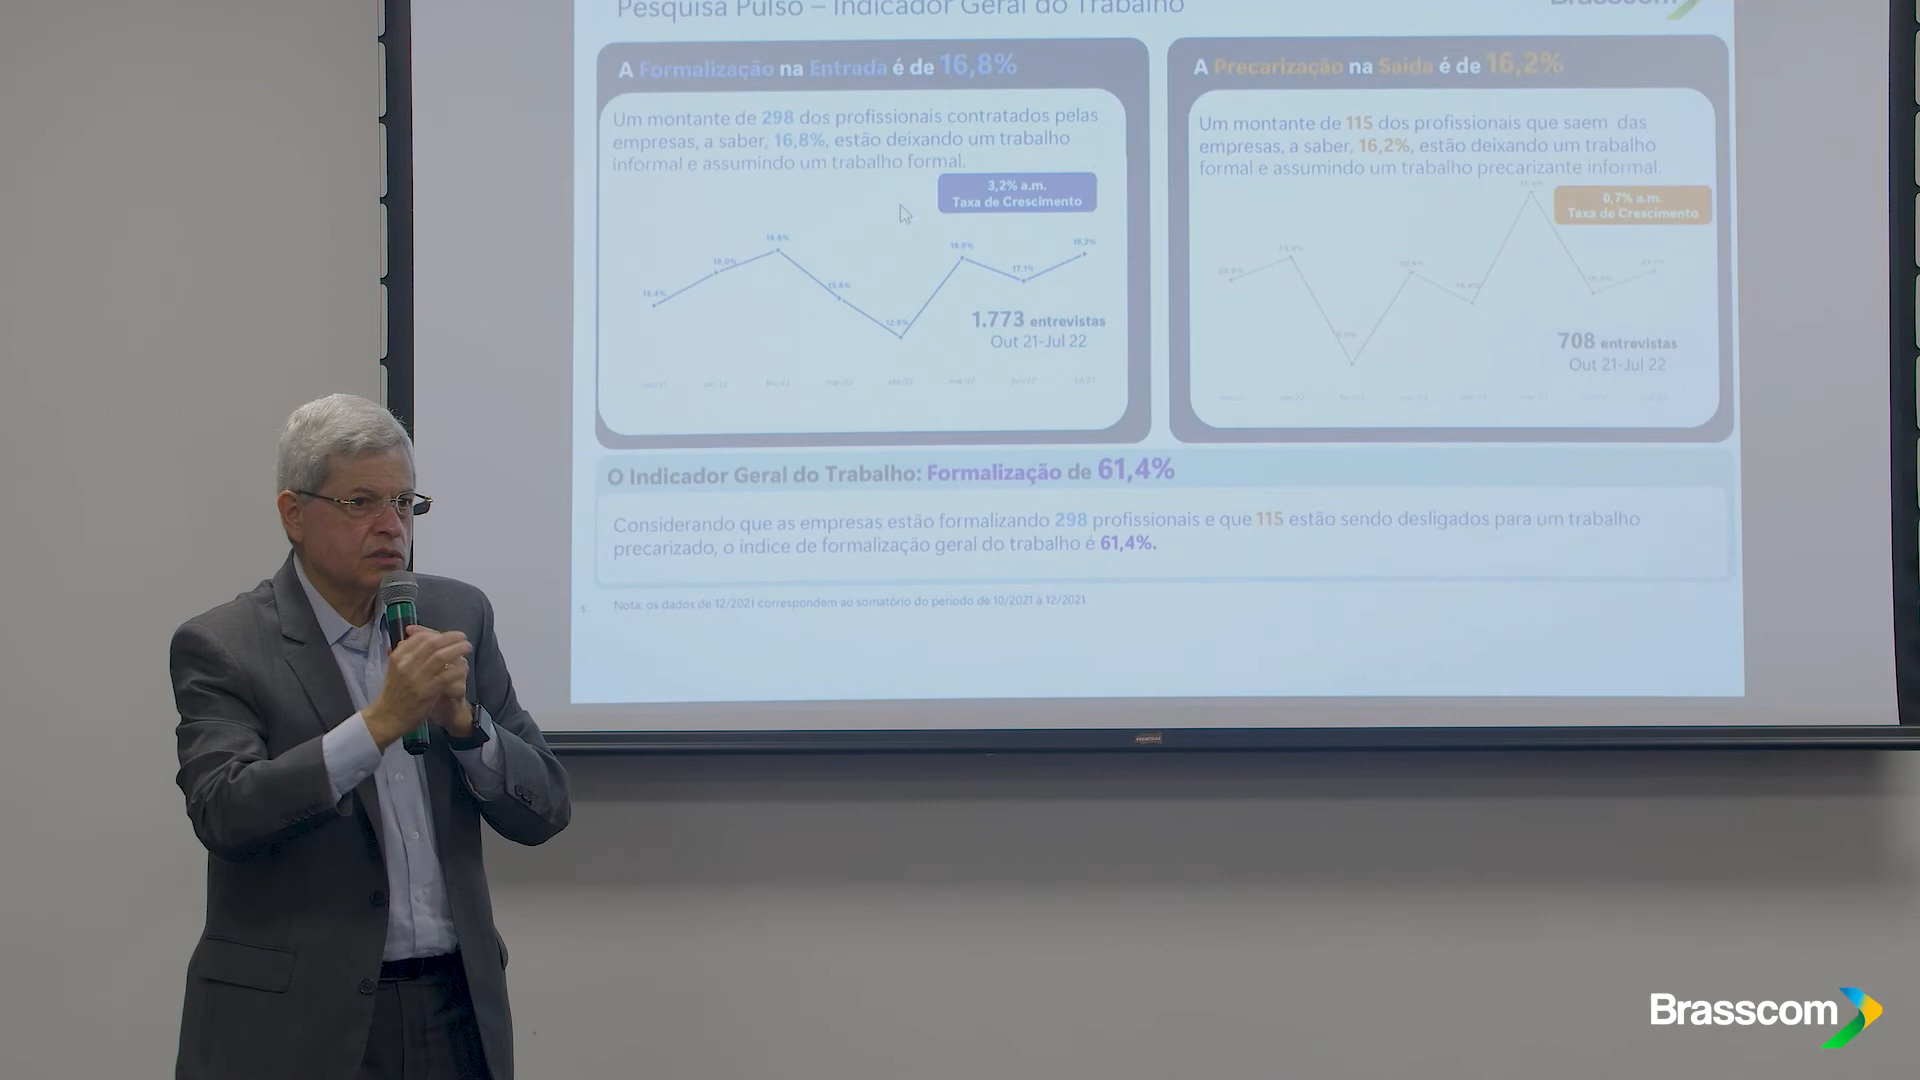 Pesquisa Pulso – Indicador Geral do Trabalho
Brasscom
A Formalização na Entrada é de 16,8%
Um montante de 298 dos profissionais contratados pelas
empresas, a saber, 16,8%, estão deixando um trabalho
informal e assumindo um trabalho formal.
3,2% a.m.
Taxa de Crescimento
19,0%
17,1%
12,6%
1.773 entrevistas
Out 21-Jul 22
A Precarização na Saída é de 16,2%
Um montante de 115 dos profissionais que saem das
empresas, a saber, 16,2%, estão deixando um trabalho
formal e assumindo um trabalho precarizante informal.
0,7% a.m.
Taxa de Crescimento
708 entrevistas
Out 21-Jul 22
O Indicador Geral do Trabalho: Formalização de 61,4%
Considerando que as empresas estão formalizando 298 profissionais e que 115 estão sendo desligados para um trabalho
precarizado, o índice de formalização geral do trabalho é 61,4%.
Nota: os dados de 12/2021 correspondem ao somatório do período de 10/2021 à 12/2021
Brasscom